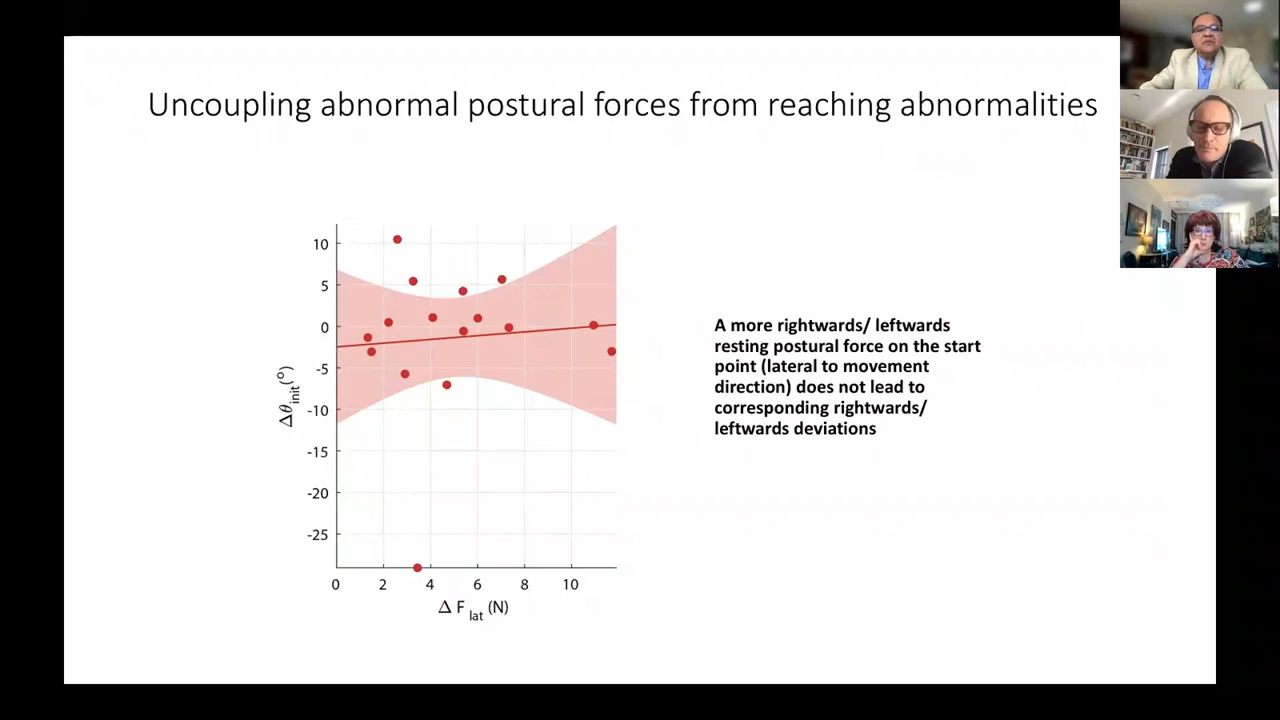 Uncoupling abnormal postural forces from reaching abnormalities
10
5
0
-5
-10
-15
-20
-25
Δθinit(°)
0 2 4 6 8 10
Δ F lat (N)
A more rightwards/ leftwards
resting postural force on the start
point (lateral to movement
direction) does not lead to
corresponding rightwards/
leftwards deviations